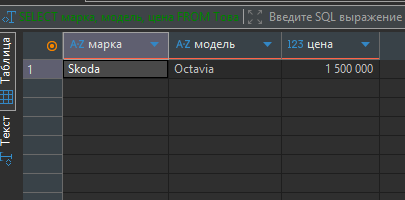 SELECT марка, модель, цена FROM Толя Введите SQL выражение
Таблица
Текст
A-Z марка A-Z модель 123 цена
1 Skoda Octavia 1 500 000